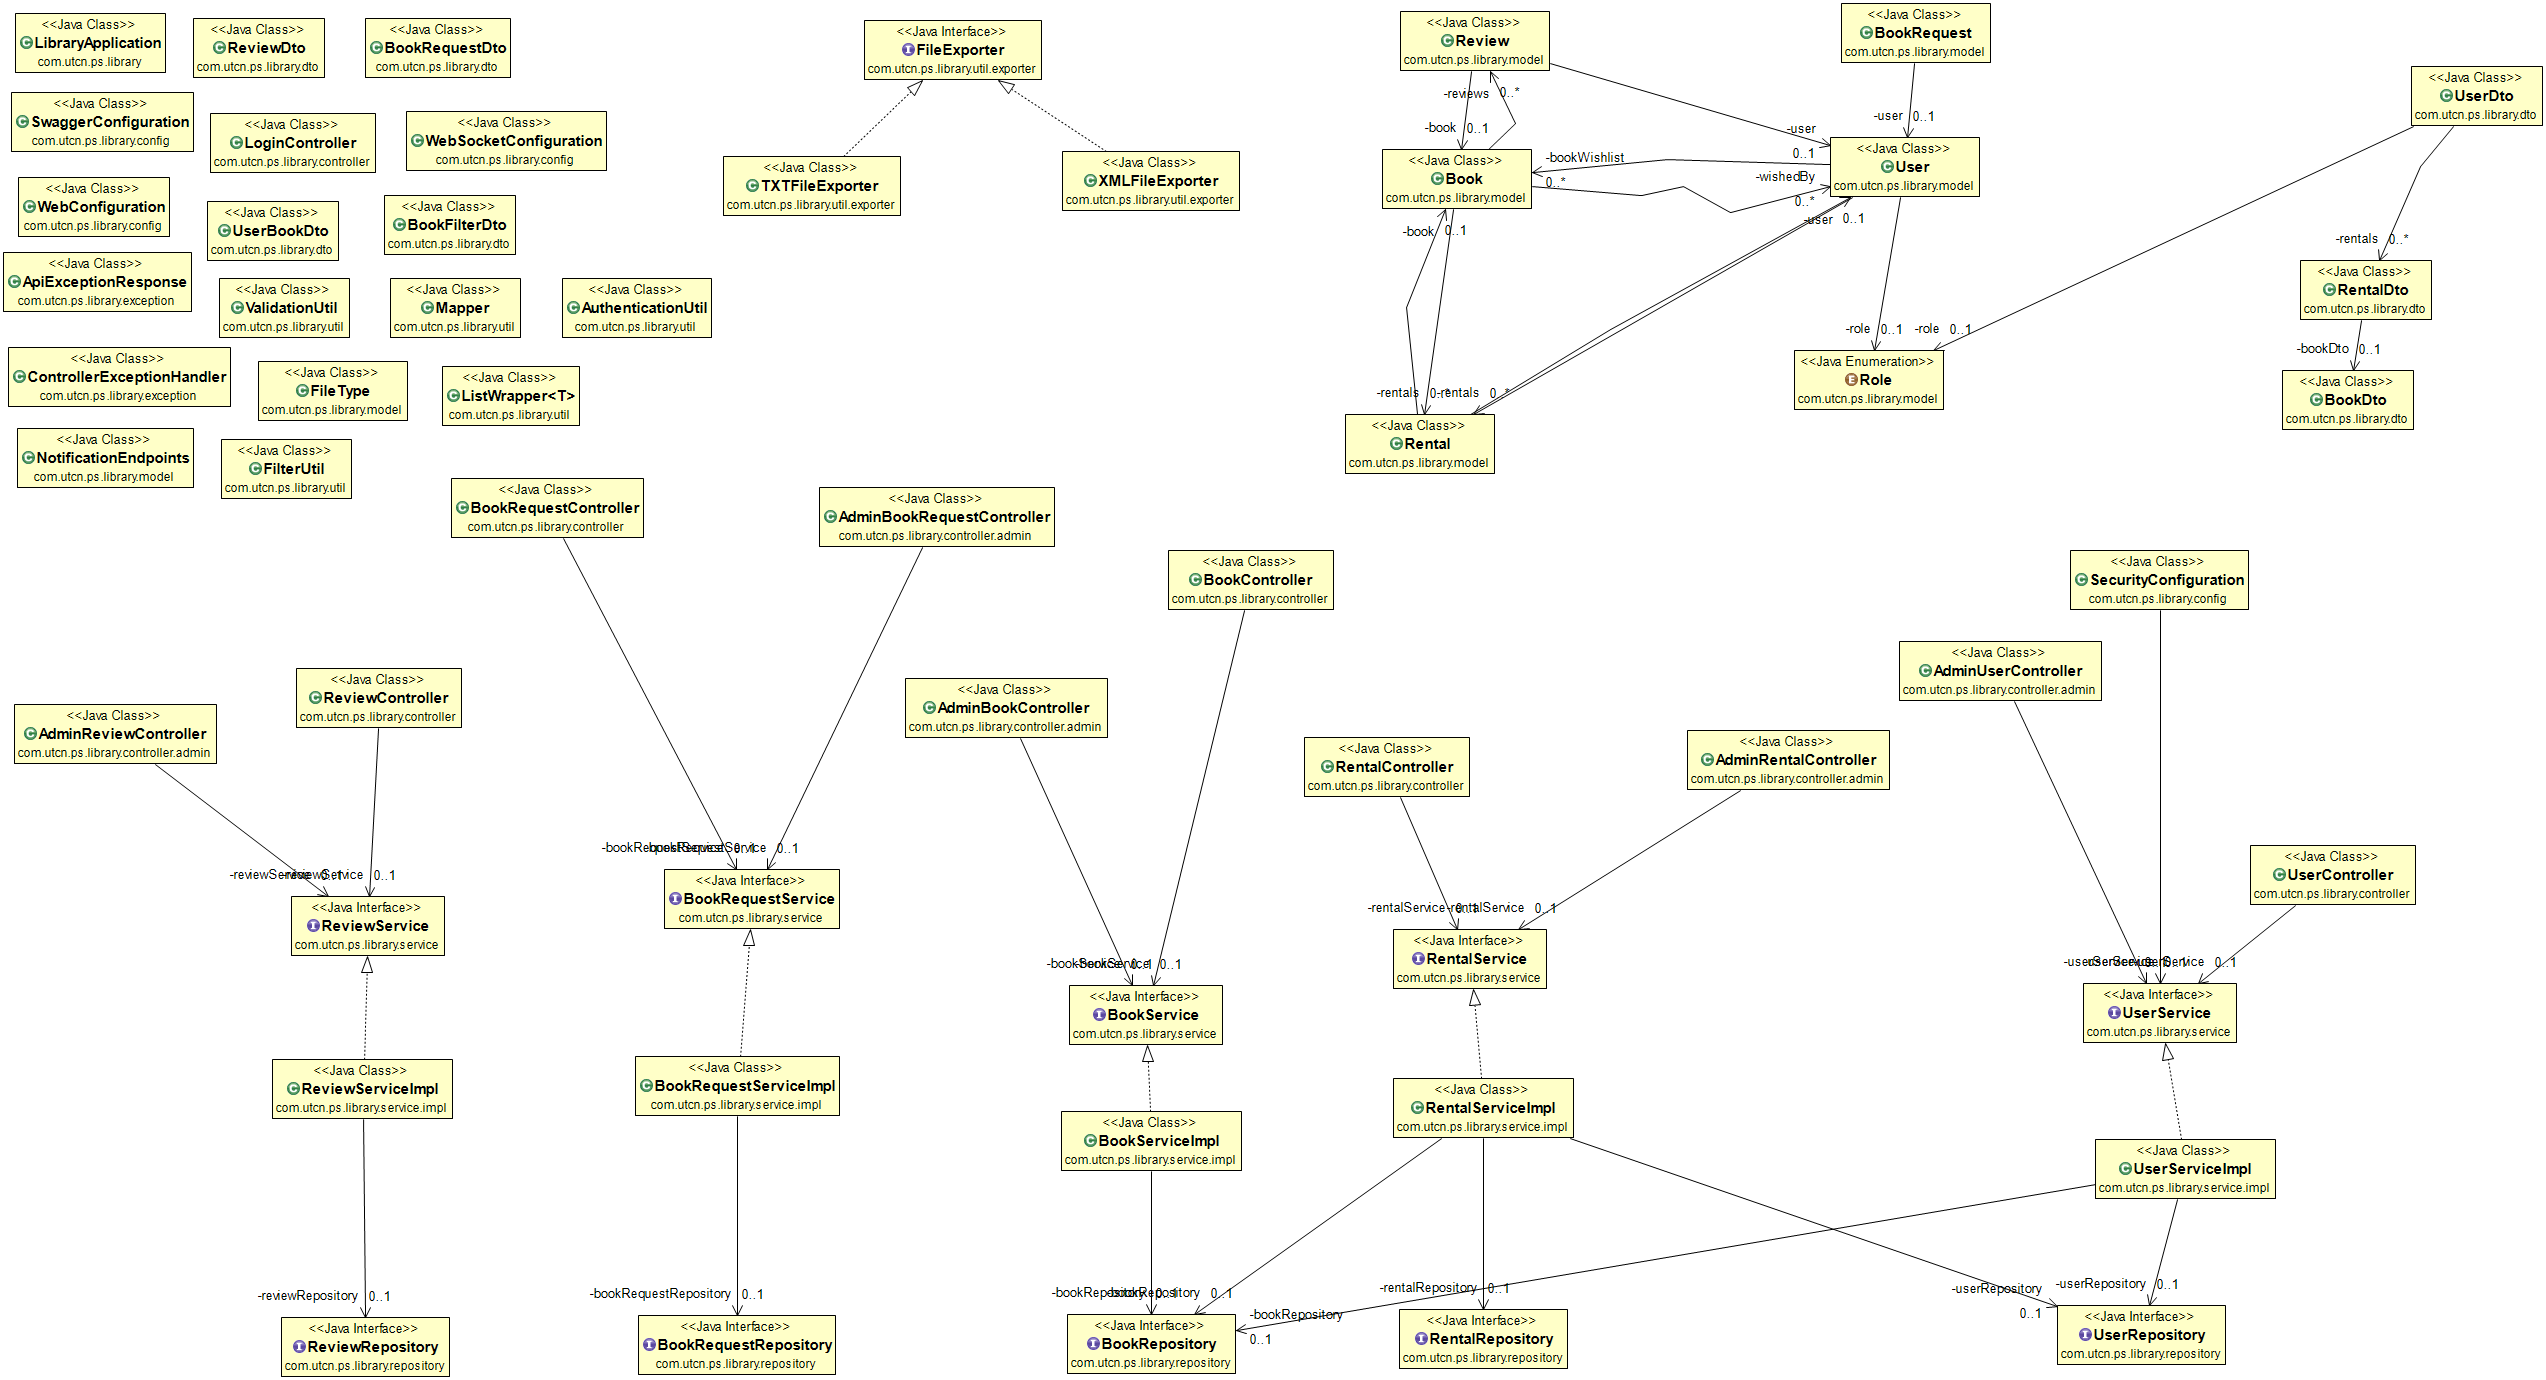 <<Java Class>>
LibraryApplication
com.utcn.ps.library
<<Java Class>>
ReviewDto
com.utcn.ps.library.dto
<<Java Class>>
BookRequestDto
com.utcn.ps.library.dto
<<Java Interface>>
FileExporter
com.utcn.ps.library.util.exporter
<<Java Class>>
Review
com.utcn.ps.library.model
<<Java Class>>
BookRequest
com.utcn.ps.library.model
<<Java Class>>
UserDto
com.utcn.ps.library.dto
<<Java Class>>
SwaggerConfiguration
com.utcn.ps.library.config
<<Java Class>>
LoginController
com.utcn.ps.library.controller
<<Java Class>>
WebSocketConfiguration
com.utcn.ps.library.config
-reviews 0..*
-book 0..1
-user 0..1
-user
0..1
<<Java Class>>
TXTFileExporter
com.utcn.ps.library.util.exporter
<<Java Class>>
XMLFileExporter
com.utcn.ps.library.util.exporter
<<Java Class>>
Book
com.utcn.ps.library.model
-bookWishlist
0..*
-wishedBy
0..*
<<Java Class>>
User
com.utcn.ps.library.model
<<Java Class>>
WebConfiguration
com.utcn.ps.library.config
<<Java Class>>
UserBookDto
com.utcn.ps.library.dto
<<Java Class>>
BookFilterDto
com.utcn.ps.library.dto
-book 0..1
-user 0..1
-rentals 0..*
<<Java Class>>
ApiExceptionResponse
com.utcn.ps.library.exception
<<Java Class>>
ValidationUtil
com.utcn.ps.library.util
<<Java Class>>
Mapper
com.utcn.ps.library.util
<<Java Class>>
AuthenticationUtil
com.utcn.ps.library.util
<<Java Class>>
RentalDto
com.utcn.ps.library.dto
-role 0..1
-role 0..1
-bookDto 0..1
<<Java Class>>
ControllerExceptionHandler
com.utcn.ps.library.exception
<<Java Class>>
FileType
com.utcn.ps.library.model
<<Java Class>>
ListWrapper<T>
com.utcn.ps.library.util
<<Java Enumeration>>
Role
com.utcn.ps.library.model
<<Java Class>>
BookDto
com.utcn.ps.library.dto
-rentals 0..*
-rentals 0..*
<<Java Class>>
Rental
com.utcn.ps.library.model
<<Java Class>>
NotificationEndpoints
com.utcn.ps.library.model
<<Java Class>>
FilterUtil
com.utcn.ps.library.util
<<Java Class>>
BookRequestController
com.utcn.ps.library.controller
<<Java Class>>
AdminBookRequestController
com.utcn.ps.library.controller.admin
<<Java Class>>
BookController
com.utcn.ps.library.controller
<<Java Class>>
SecurityConfiguration
com.utcn.ps.library.config
<<Java Class>>
AdminReviewController
com.utcn.ps.library.controller.admin
<<Java Class>>
ReviewController
com.utcn.ps.library.controller
<<Java Class>>
AdminBookController
com.utcn.ps.library.controller.admin
<<Java Class>>
AdminUserController
com.utcn.ps.library.controller.admin
<<Java Class>>
RentalController
com.utcn.ps.library.controller
<<Java Class>>
AdminRentalController
com.utcn.ps.library.controller.admin
-bookRequestService 0..1
-bookRequestService 0..1
-reviewService 0..1
-reviewService 0..1
<<Java Interface>>
ReviewService
com.utcn.ps.library.service
<<Java Interface>>
BookRequestService
com.utcn.ps.library.service
<<Java Class>>
UserController
com.utcn.ps.library.controller
-rentalService 0..1
-rentalService 0..1
<<Java Interface>>
RentalService
com.utcn.ps.library.service
-bookService 0..1
-bookService 0..1
<<Java Interface>>
BookService
com.utcn.ps.library.service
-userService 0..1
-userService 0..1
-userService 0..1
<<Java Interface>>
UserService
com.utcn.ps.library.service
<<Java Class>>
ReviewServiceImpl
com.utcn.ps.library.service.impl
<<Java Class>>
BookRequestServiceImpl
com.utcn.ps.library.service.impl
<<Java Class>>
BookServiceImpl
com.utcn.ps.library.service.impl
<<Java Class>>
RentalServiceImpl
com.utcn.ps.library.service.impl
<<Java Class>>
UserServiceImpl
com.utcn.ps.library.service.impl
-reviewRepository 0..1
-bookRequestRepository 0..1
-bookRepository 0..1
-bookRepository 0..1
-bookRepository
0..1
-rentalRepository 0..1
-userRepository
0..1
-userRepository 0..1
<<Java Interface>>
ReviewRepository
com.utcn.ps.library.repository
<<Java Interface>>
BookRequestRepository
com.utcn.ps.library.repository
<<Java Interface>>
BookRepository
com.utcn.ps.library.repository
<<Java Interface>>
RentalRepository
com.utcn.ps.library.repository
<<Java Interface>>
UserRepository
com.utcn.ps.library.repository